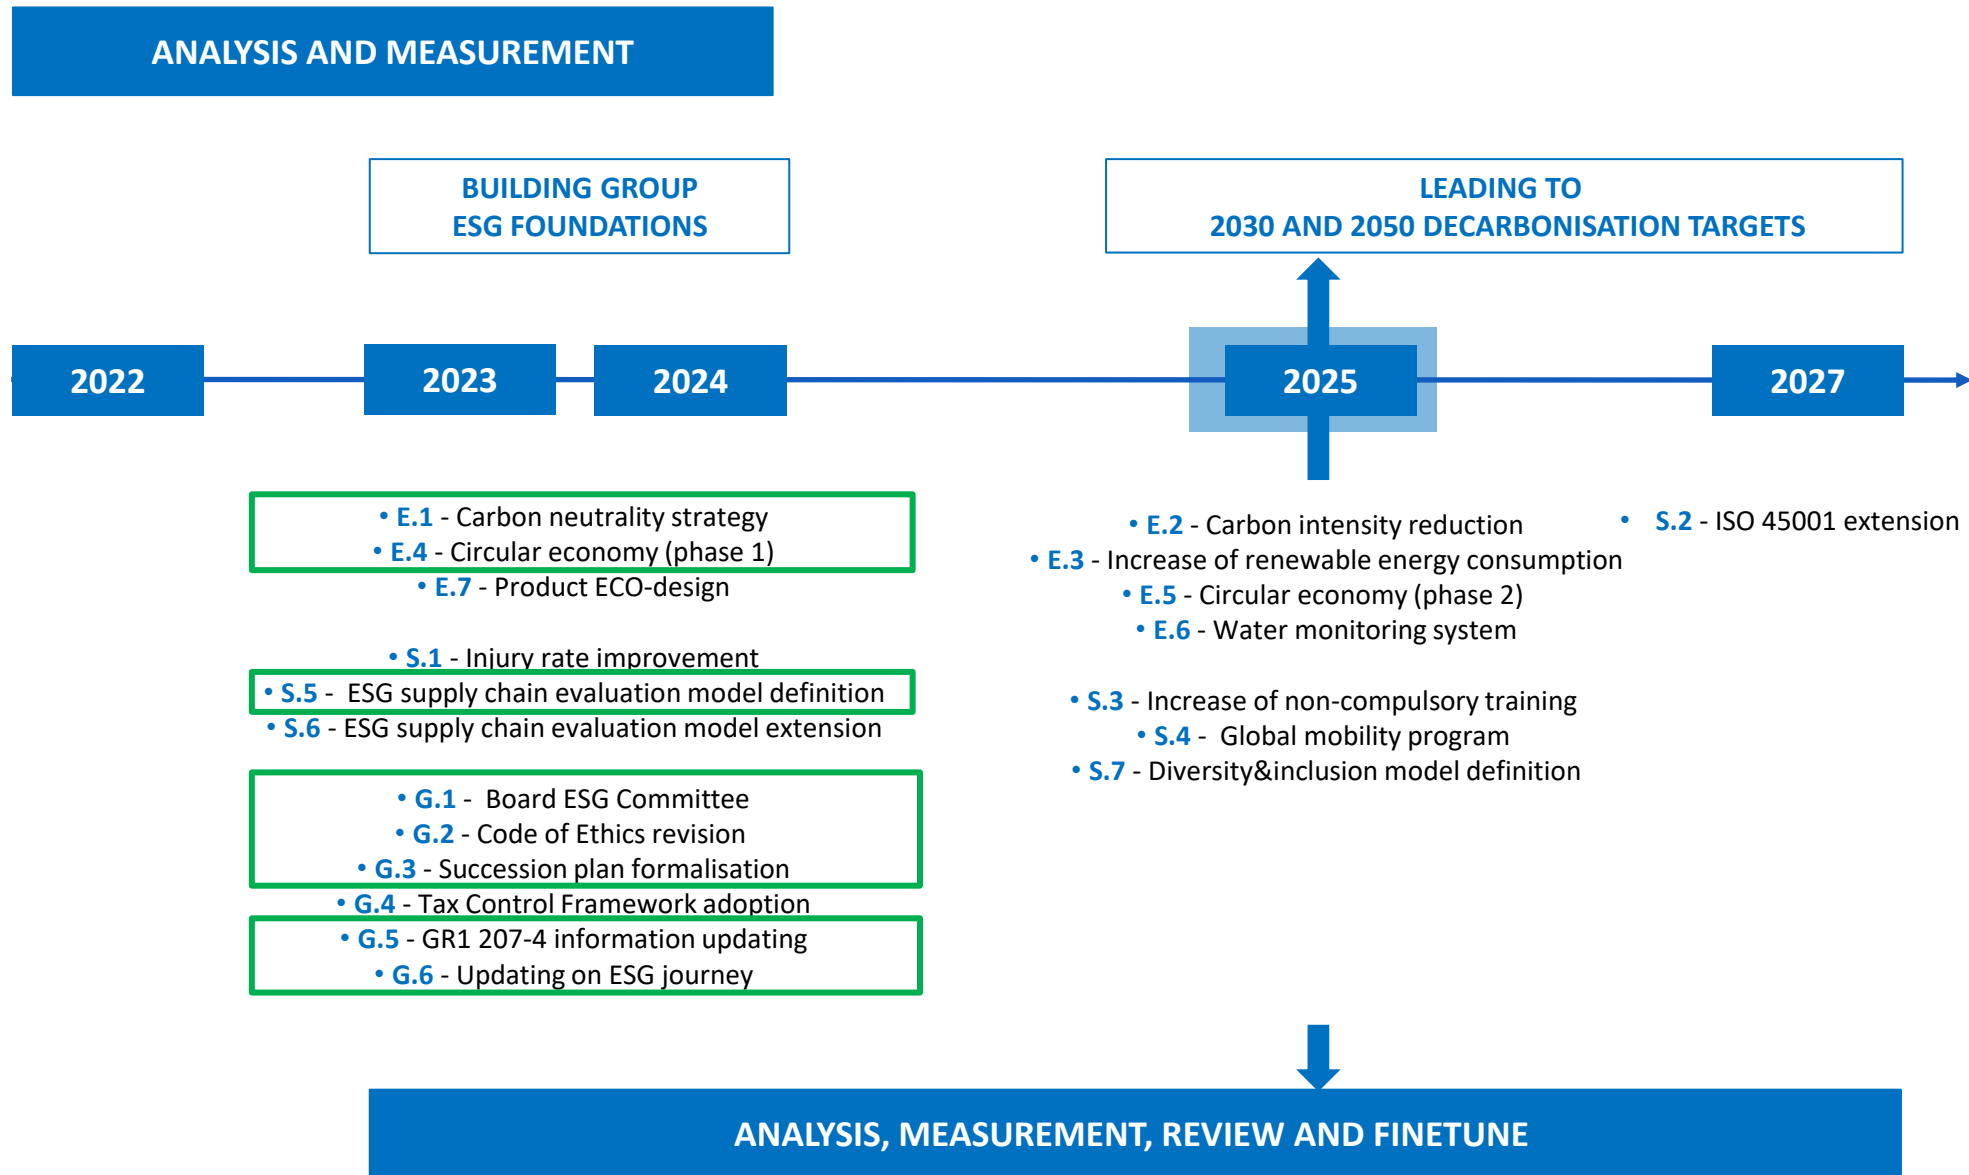 ANALYSIS AND MEASUREMENT
BUILDING GROUP
ESG FOUNDATIONS
LEADING TO
2030 AND 2050 DECARBONISATION TARGETS
2022
2023
2024
2025
2027
• E.1 - Carbon neutrality strategy
• E.4 - Circular economy (phase 1)
• E.7 - Product ECO-design
• S.1 - Injury rate improvement
• S.5 - ESG supply chain evaluation model definition
• S.6 - ESG supply chain evaluation model extension
• G.1 - Board ESG Committee
• G.2 - Code of Ethics revision
• G.3 - Succession plan formalisation
• G.4 - Tax Control Framework adoption
• G.5 - GR1 207-4 information updating
• G.6 - Updating on ESG journey
• E.2 - Carbon intensity reduction
• E.3 - Increase of renewable energy consumption
• E.5 - Circular economy (phase 2)
• E.6 - Water monitoring system
• S.3 - Increase of non-compulsory training
• S.4 - Global mobility program
• S.7 - Diversity&inclusion model definition
• S.2 - ISO 45001 extension
ANALYSIS, MEASUREMENT, REVIEW AND FINETUNE